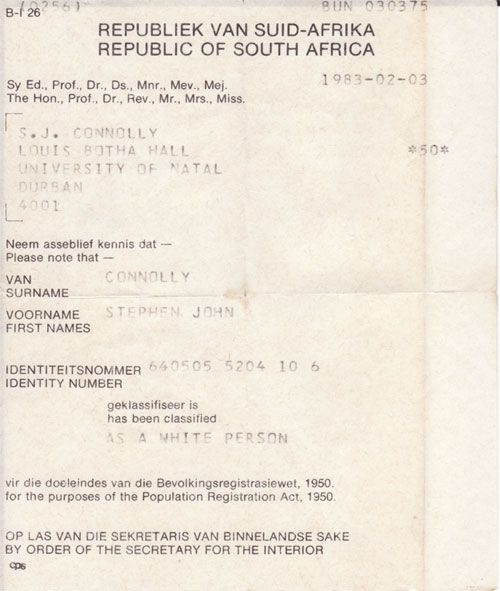 (0256)
BUN 030375
B-I 26
REPUBLIEK VAN SUID-AFRIKA
REPUBLIC OF SOUTH AFRICA
Sy Ed., Prof., Dr., Ds., Mnr., Mev., Mej.
The Hon., Prof., Dr., Rev., Mr., Mrs., Miss.
1983-02-03
S.J. CONNOLLY
LOUIS BOTHA HALL
*50*
UNIVERSITY OF NATAL
DURBAN
4001
Neem asseblief kennis dat —
Please note that —
VAN
SURNAME
CONNOLLY
VOORNAME
FIRST NAMES
STEPHEN JOHN
IDENTITEITSNOMMER 640505 5204 10 6
IDENTITY NUMBER
geklassifiseer is
has been classified
AS A WHITE PERSON
vir die doeleindes van die Bevolkingsregistrasiewet, 1950.
for the purposes of the Population Registration Act, 1950.
OP LAS VAN DIE SEKRETARIS VAN BINNELANDSE SAKE
BY ORDER OF THE SECRETARY FOR THE INTERIOR
cps